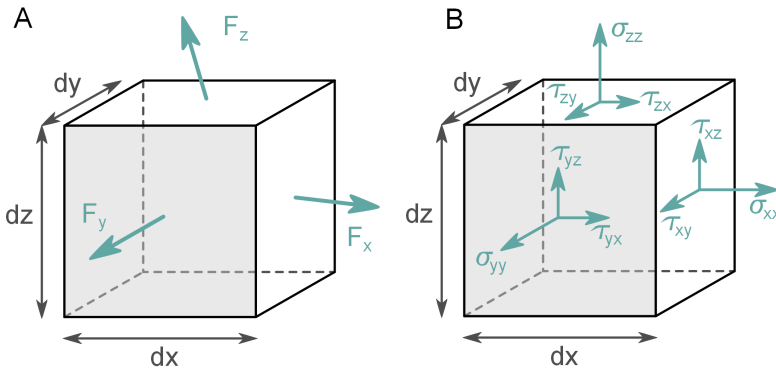 A
F_z
dy
dz
F_y
F_x
dx
B
σ_zz
dy
τ_zy
τ_zx
τ_xz
τ_yz
dz
σ_xx
τ_xy
τ_yx
σ_yy
dx